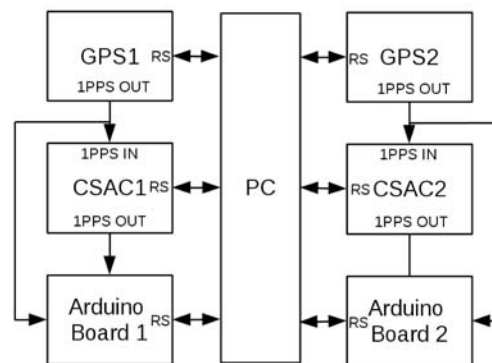 GPS1 RS
1PPS OUT
1PPS IN
CSAC1 RS
1PPS OUT
Arduino
Board 1 RS
PC
RS GPS2
1PPS OUT
1PPS IN
RS CSAC2
1PPS OUT
Arduino
RS Board 2